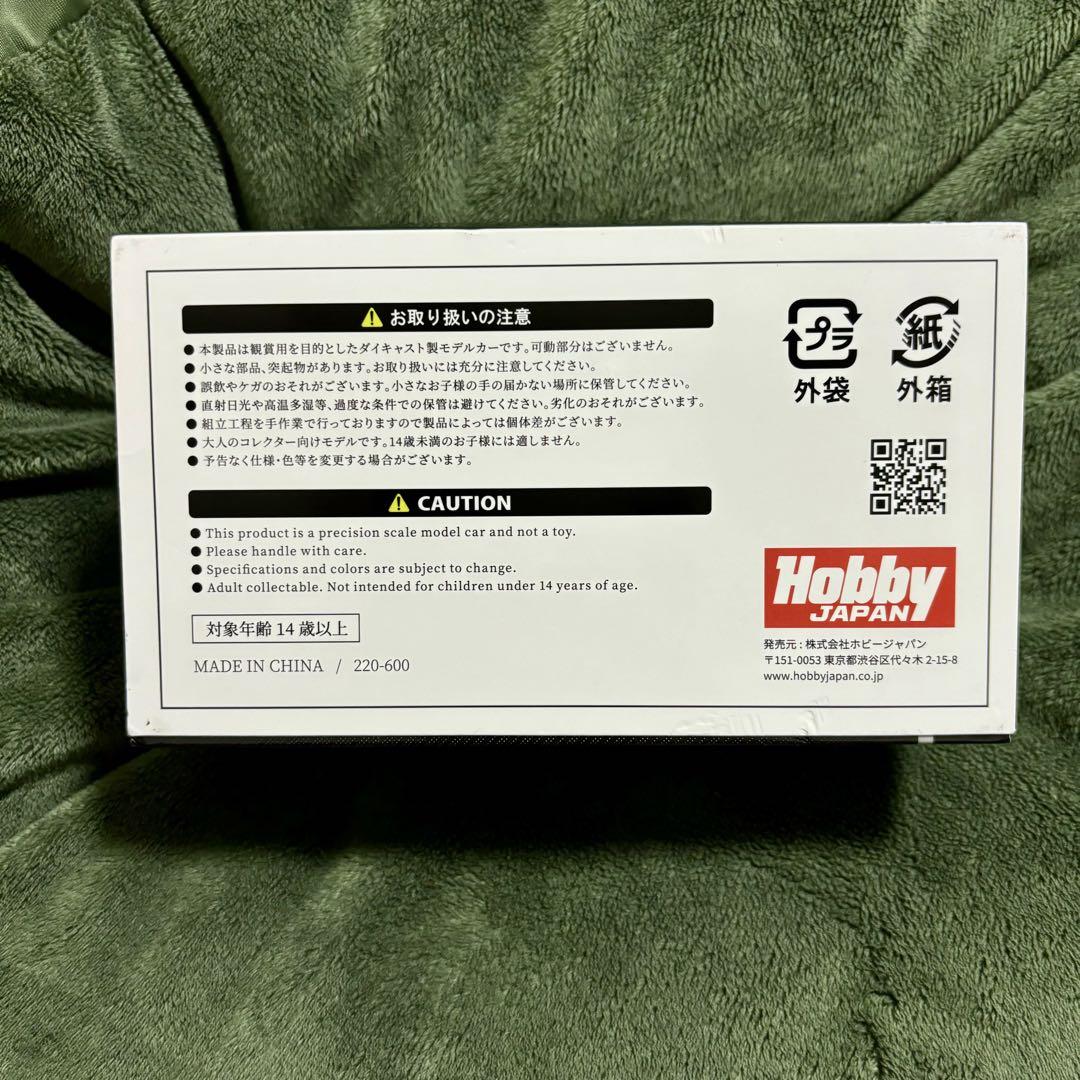 お取り扱いの注意
● 本製品は観賞用を目的としたダイキャスト製モデルカーです。可動部分はございません。
● 小さな部品、突起物があります。お取り扱いには充分に注意してください。
● 誤飲やケガのおそれがございます。小さなお子様の手の届かない場所に保管してください。
● 直射日光や高温多湿等、過度な条件での保管は避けてください。劣化のおそれがございます。
● 組立工程を手作業で行っておりますので製品によっては個体差がございます。
● 大人のコレクター向けモデルです。14歳未満のお子様には適しません。
● 予告なく仕様・色等を変更する場合がございます。
CAUTION
● This product is a precision scale model car and not a toy.
● Please handle with care.
● Specifications and colors are subject to change.
● Adult collectable. Not intended for children under 14 years of age.
対象年齢 14 歳以上
MADE IN CHINA / 220-600
プラ
外袋
紙
外箱
Hobby
JAPAN
発売元 : 株式会社ホビージャパン
〒151-0053 東京都渋谷区代々木 2-15-8
www.hobbyjapan.co.jp